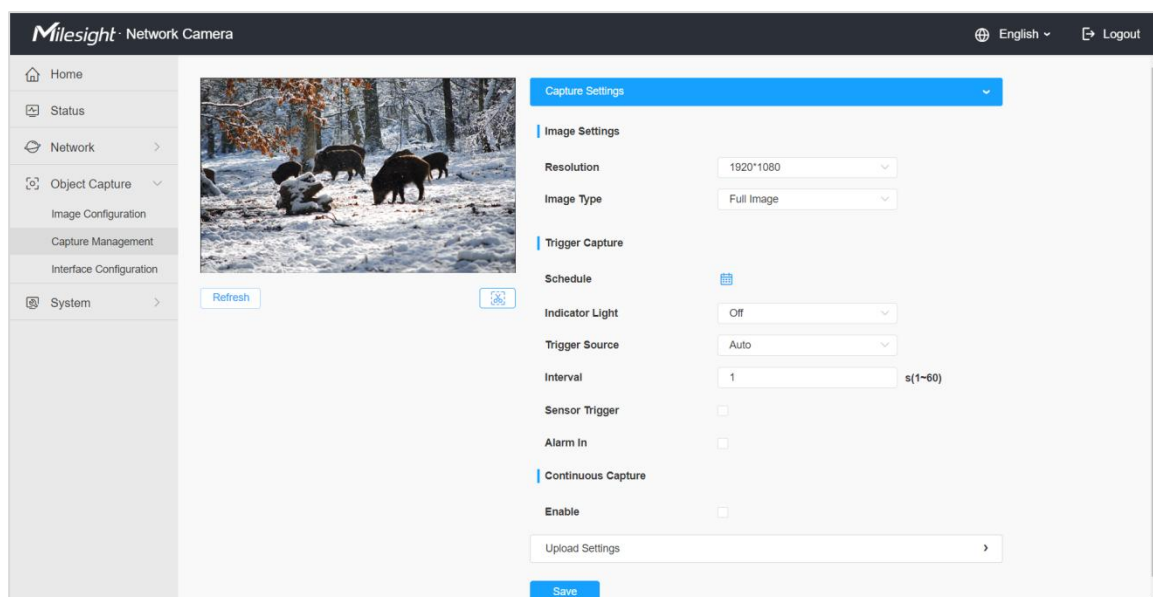 Milesight · Network Camera
English
Logout
Home
Status
Network
Object Capture
Image Configuration
Capture Management
Interface Configuration
System
Refresh
Capture Settings
Image Settings
Resolution 1920*1080
Image Type Full Image
Trigger Capture
Schedule
Indicator Light Off
Trigger Source Auto
Interval 1 s(1~60)
Sensor Trigger
Alarm In
Continuous Capture
Enable
Upload Settings
Save